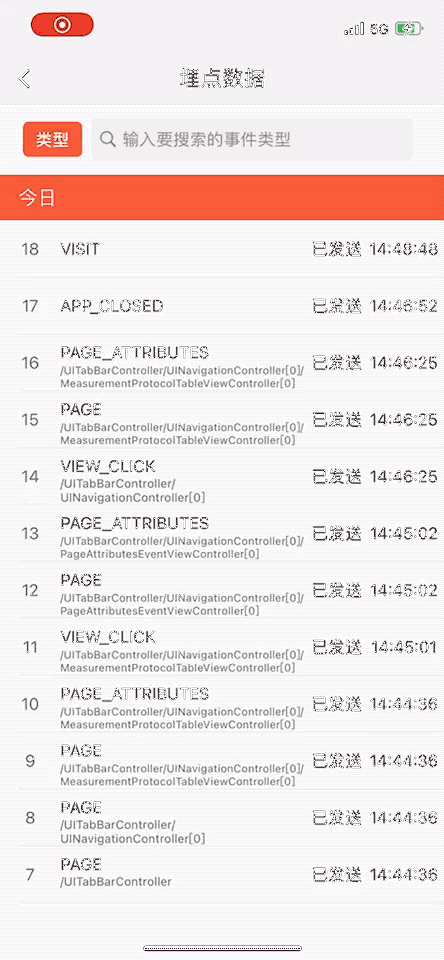 5G
埋点数据
类型
输入要搜索的事件类型
今日
18 VISIT 已发送 14:48:48
17 APP_CLOSED 已发送 14:46:52
16 PAGE_ATTRIBUTES 已发送 14:46:25
/UITabBarController/UINavigationController[0]/
MeasurementProtocolTableViewController[0]
15 PAGE 已发送 14:46:25
/UITabBarController/UINavigationController[0]/
MeasurementProtocolTableViewController[0]
14 VIEW_CLICK 已发送 14:46:25
/UITabBarController/
UINavigationController[0]
13 PAGE_ATTRIBUTES 已发送 14:45:02
/UITabBarController/UINavigationController[0]/
PageAttributesEventViewController[0]
12 PAGE 已发送 14:45:02
/UITabBarController/UINavigationController[0]/
PageAttributesEventViewController[0]
11 VIEW_CLICK 已发送 14:45:01
/UITabBarController/UINavigationController[0]/
MeasurementProtocolTableViewController[0]
10 PAGE_ATTRIBUTES 已发送 14:44:36
/UITabBarController/UINavigationController[0]/
MeasurementProtocolTableViewController[0]
9 PAGE 已发送 14:44:36
/UITabBarController/UINavigationController[0]/
MeasurementProtocolTableViewController[0]
8 PAGE 已发送 14:44:36
/UITabBarController/
UINavigationController[0]
7 PAGE 已发送 14:44:36
/UITabBarController